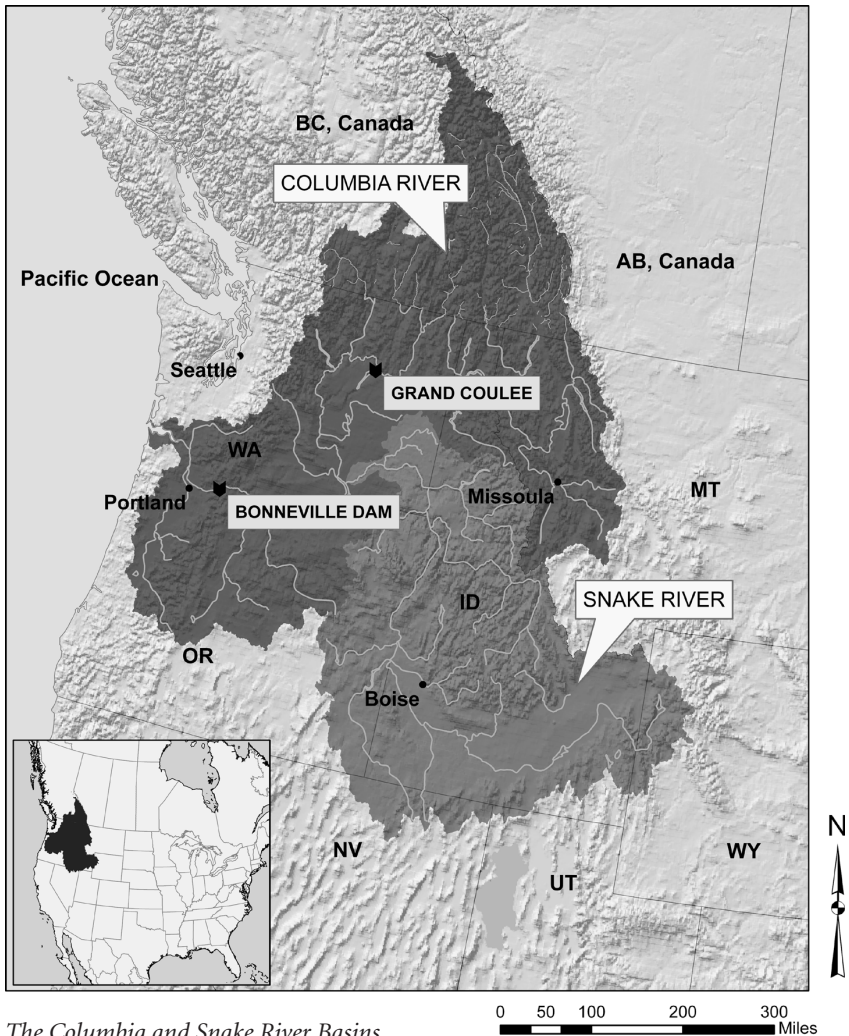 BC, Canada
COLUMBIA RIVER
AB, Canada
Pacific Ocean
Seattle
GRAND COULEE
WA
Missoula
MT
Portland
BONNEVILLE DAM
ID
SNAKE RIVER
OR
Boise
NV
UT
WY
N
0 50 100 200 300
Miles
The Columbia and Snake River Basins